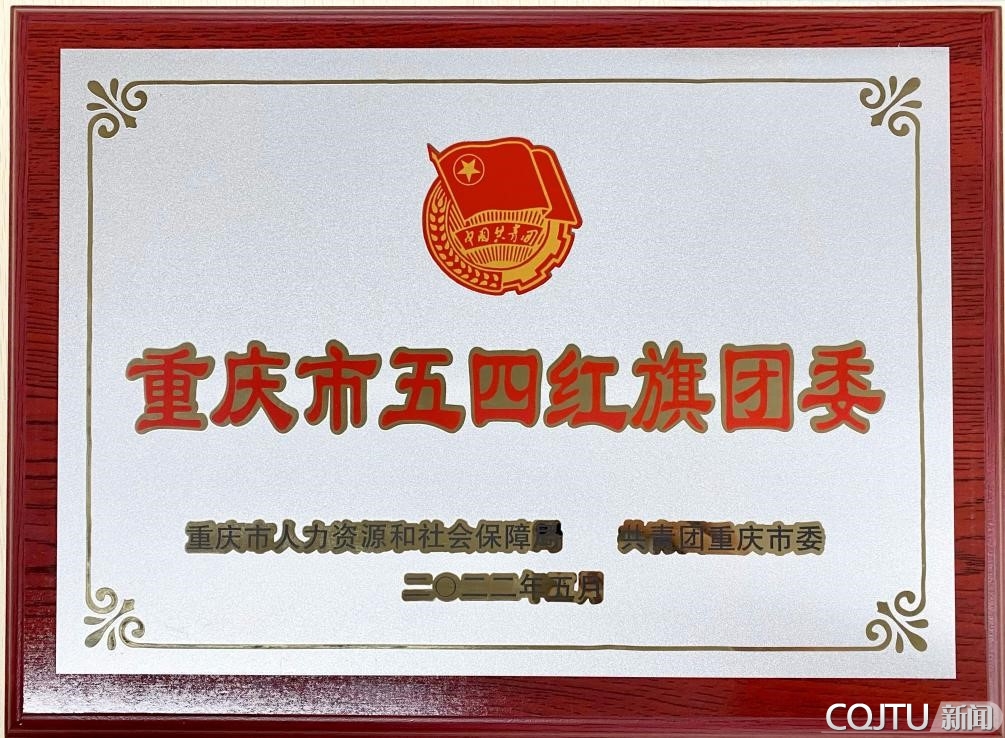 中国共青团
重庆市五四红旗团委
重庆市人力资源和社会保障局 共青团重庆市委
二〇二二年五月
CQJTU 新闻